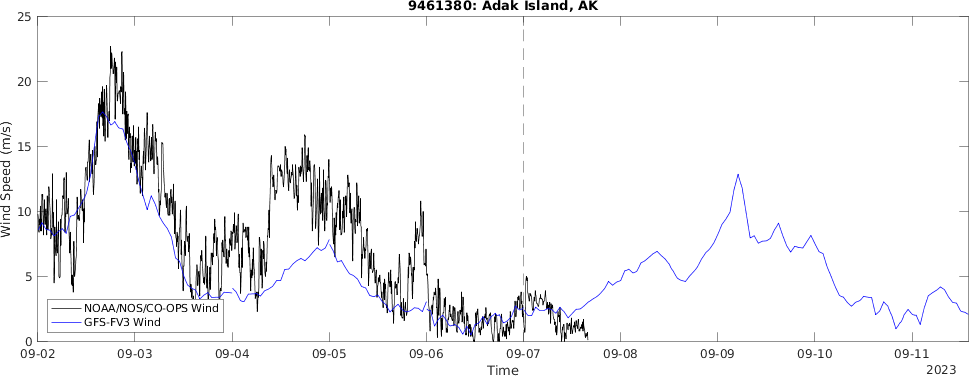 9461380: Adak Island, AK
Wind Speed (m/s)
25
20
15
10
5
0
NOAA/NOS/CO-OPS Wind
GFS-FV3 Wind
09-02 09-03 09-04 09-05 09-06 09-07 09-08 09-09 09-10 09-11
Time
2023